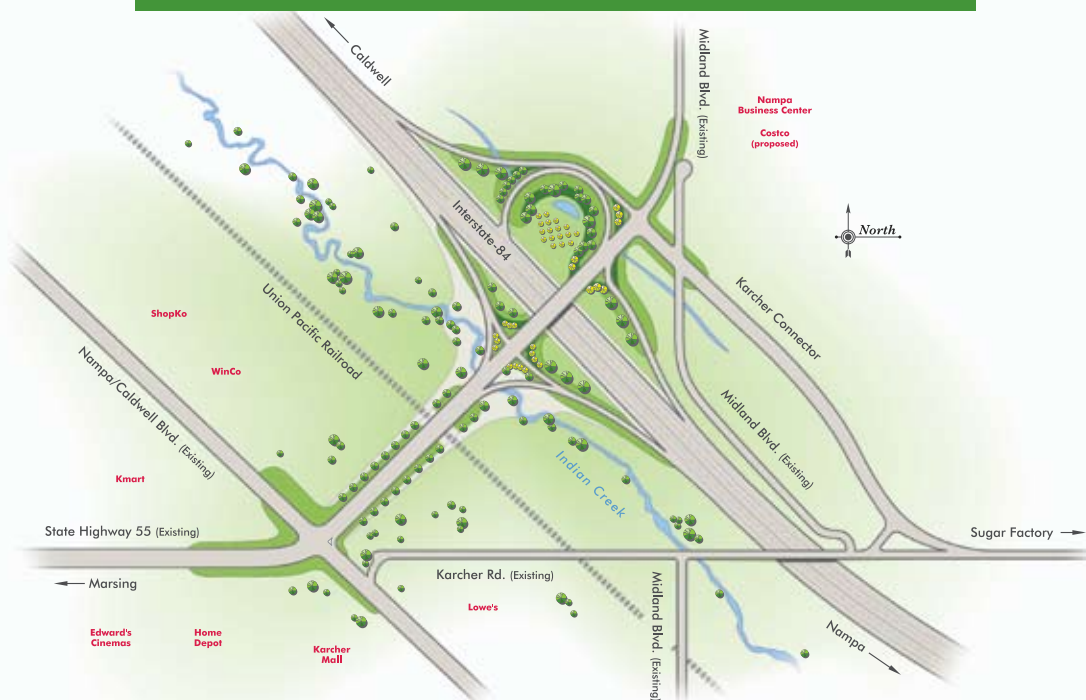 Caldwell
Midland Blvd. (Existing)
Nampa
Business Center
Costco
(proposed)
Interstate-84
North
Union Pacific Railroad
Karcher Connector
ShopKo
WinCo
Nampa/Caldwell Blvd. (Existing)
Midland Blvd. (Existing)
Indian Creek
Kmart
State Highway 55 (Existing)
Sugar Factory
Marsing
Karcher Rd. (Existing)
Midland Blvd. (Existing)
Lowe's
Edward's
Cinemas
Home
Depot
Karcher
Mall
Nampa